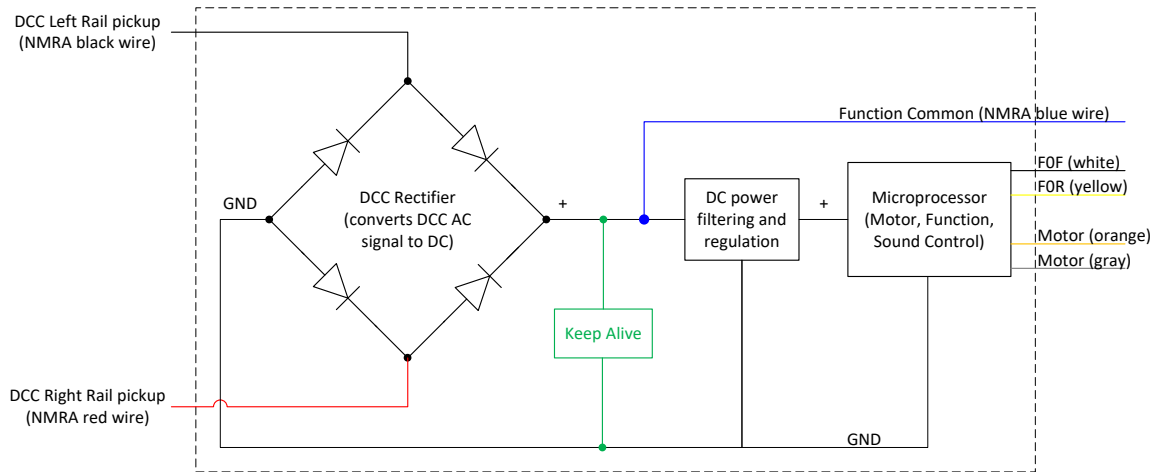 DCC Left Rail pickup
(NMRA black wire)
Function Common (NMRA blue wire)
F0F (white)
F0R (yellow)
GND
DCC Rectifier
(converts DCC AC
signal to DC)
+
DC power
filtering and
regulation
+
Microprocessor
(Motor, Function,
Sound Control)
Motor (orange)
Motor (gray)
Keep Alive
DCC Right Rail pickup
(NMRA red wire)
GND